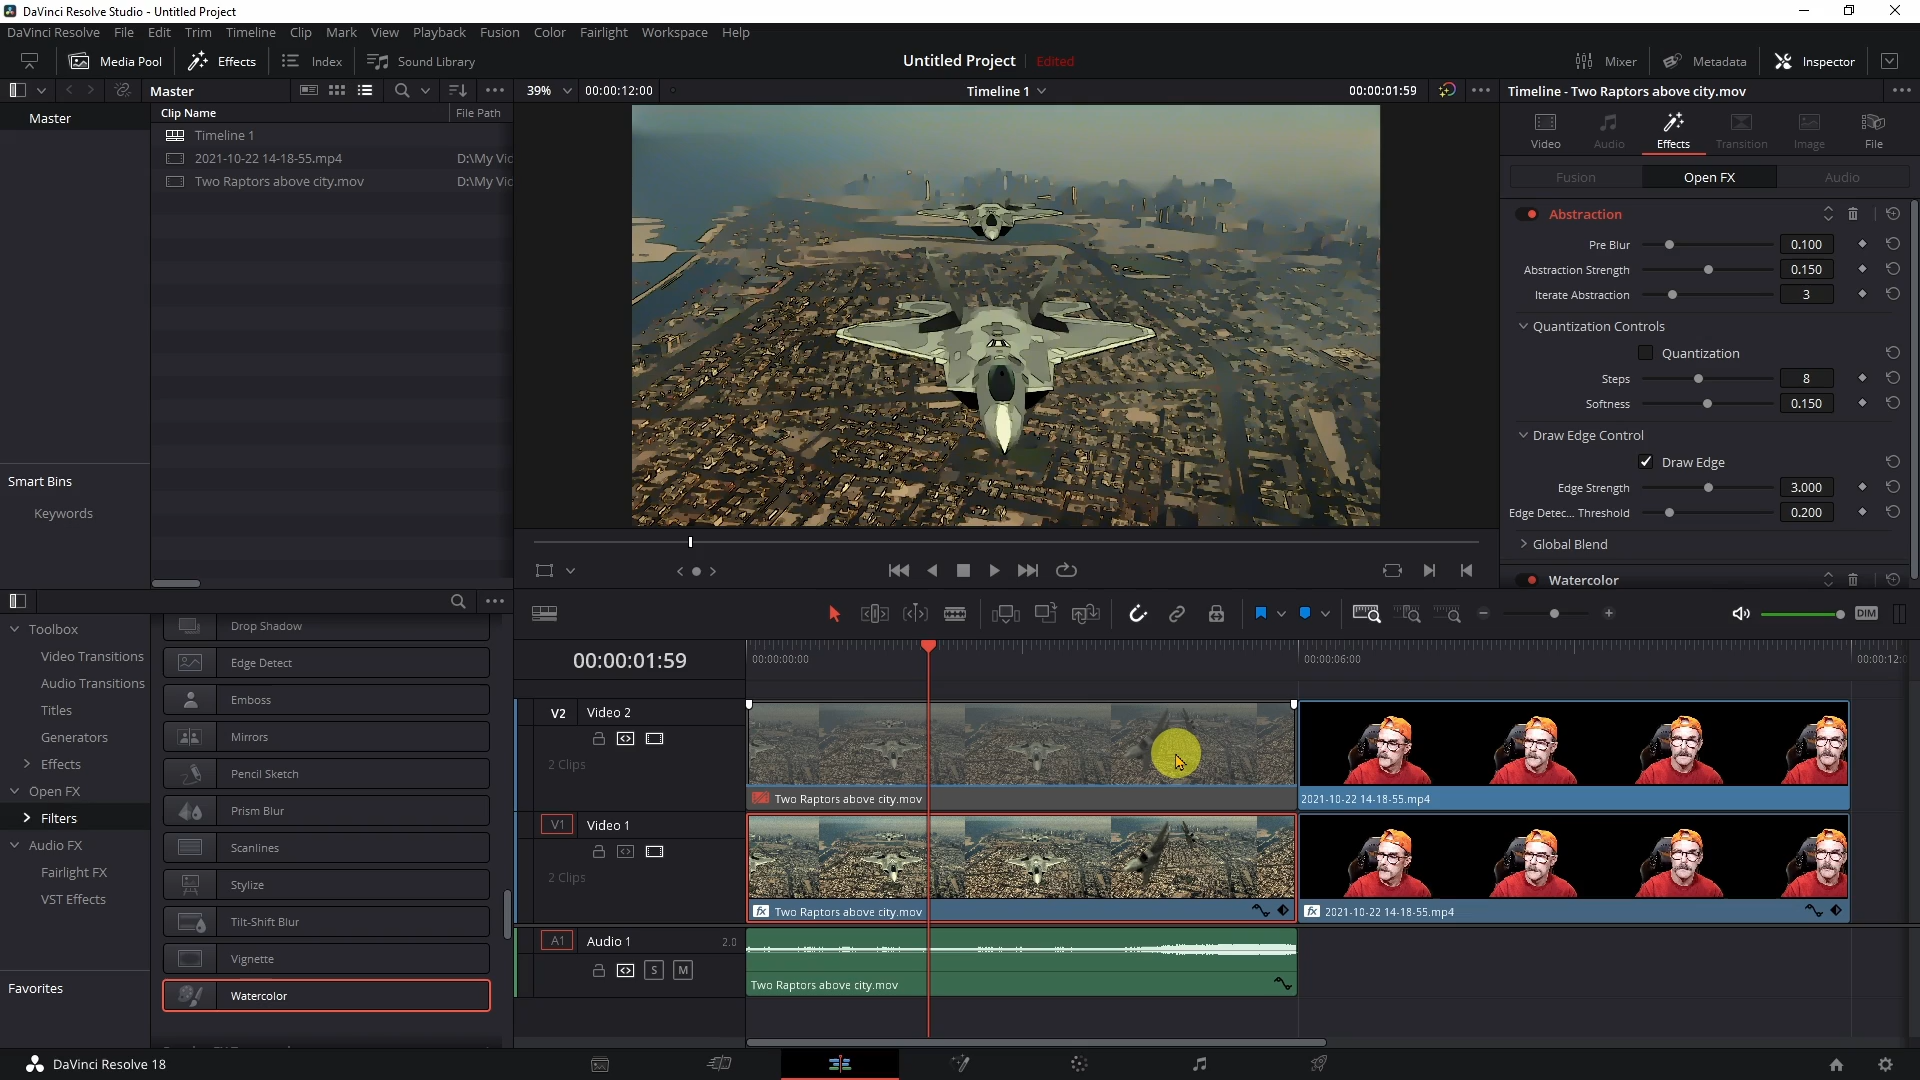 DaVinci Resolve Studio - Untitled Project
DaVinci Resolve File Edit Trim Timeline Clip Mark View Playback Fusion Color Fairlight Workspace Help
Media Pool Effects Index Sound Library Untitled Project Edited Mixer Metadata Inspector
Master 39% 00:00:12:00 Timeline 1 00:00:01:59 Timeline - Two Raptors above city.mov
Master
Clip Name File Path
Timeline 1
2021-10-22 14-18-55.mp4 D:\My Vic
Two Raptors above city.mov D:\My Vic
Video Audio Effects Transition Image File
Fusion Open FX Audio
Abstraction
Pre Blur 0.100
Abstraction Strength 0.150
Iterate Abstraction 3
Quantization Controls
Quantization
Steps 8
Softness 0.150
Draw Edge Control
Draw Edge
Edge Strength 3.000
Edge Detec... Threshold 0.200
Global Blend
Watercolor
Smart Bins
Keywords
Toolbox
Video Transitions
Audio Transitions
Titles
Generators
Effects
Open FX
Filters
Audio FX
Fairlight FX
VST Effects
Favorites
Drop Shadow
Edge Detect
Emboss
Mirrors
Pencil Sketch
Prism Blur
Scanlines
Stylize
Tilt-Shift Blur
Vignette
Watercolor
DIM
00:00:01:59 00:00:00:00 00:00:06:00 00:00:12:
V2 Video 2
2 Clips
Two Raptors above city.mov 2021-10-22 14-18-55.mp4
V1 Video 1
2 Clips
fx Two Raptors above city.mov fx 2021-10-22 14-18-55.mp4
A1 Audio 1 2.0
S M
Two Raptors above city.mov
DaVinci Resolve 18